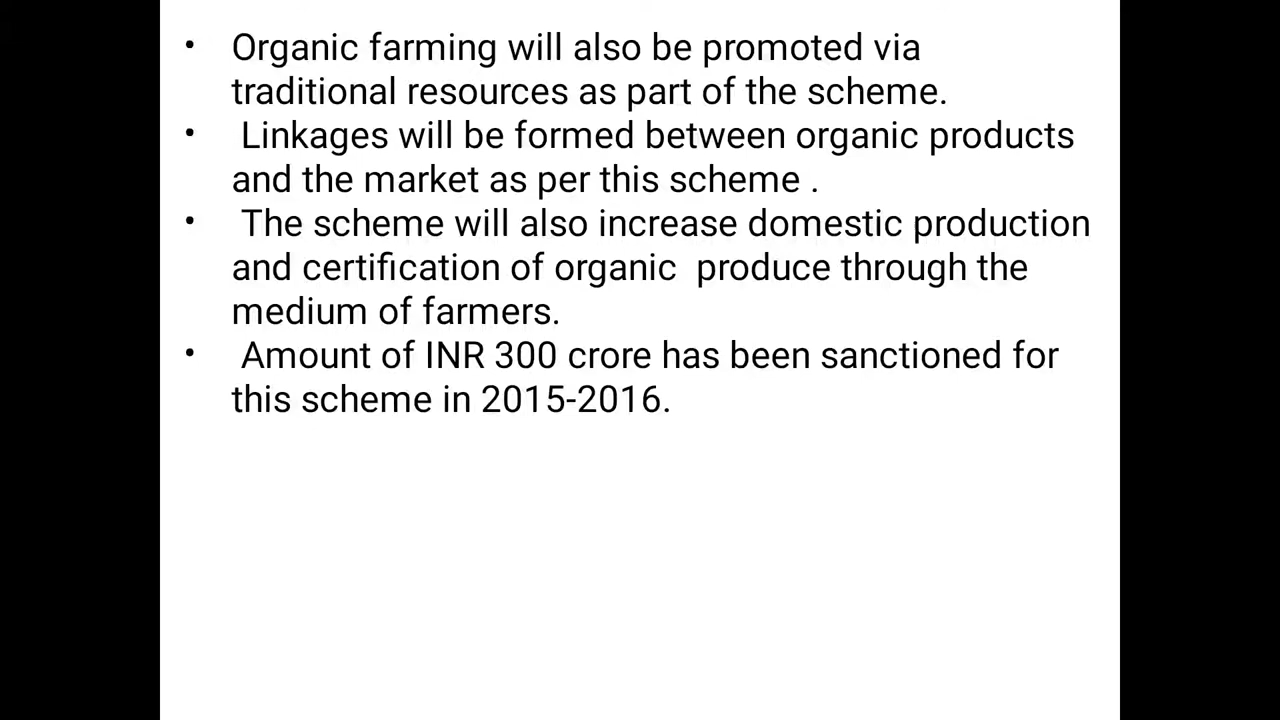 • Organic farming will also be promoted via
traditional resources as part of the scheme.
• Linkages will be formed between organic products
and the market as per this scheme .
• The scheme will also increase domestic production
and certification of organic  produce through the
medium of farmers.
• Amount of INR 300 crore has been sanctioned for
this scheme in 2015-2016.